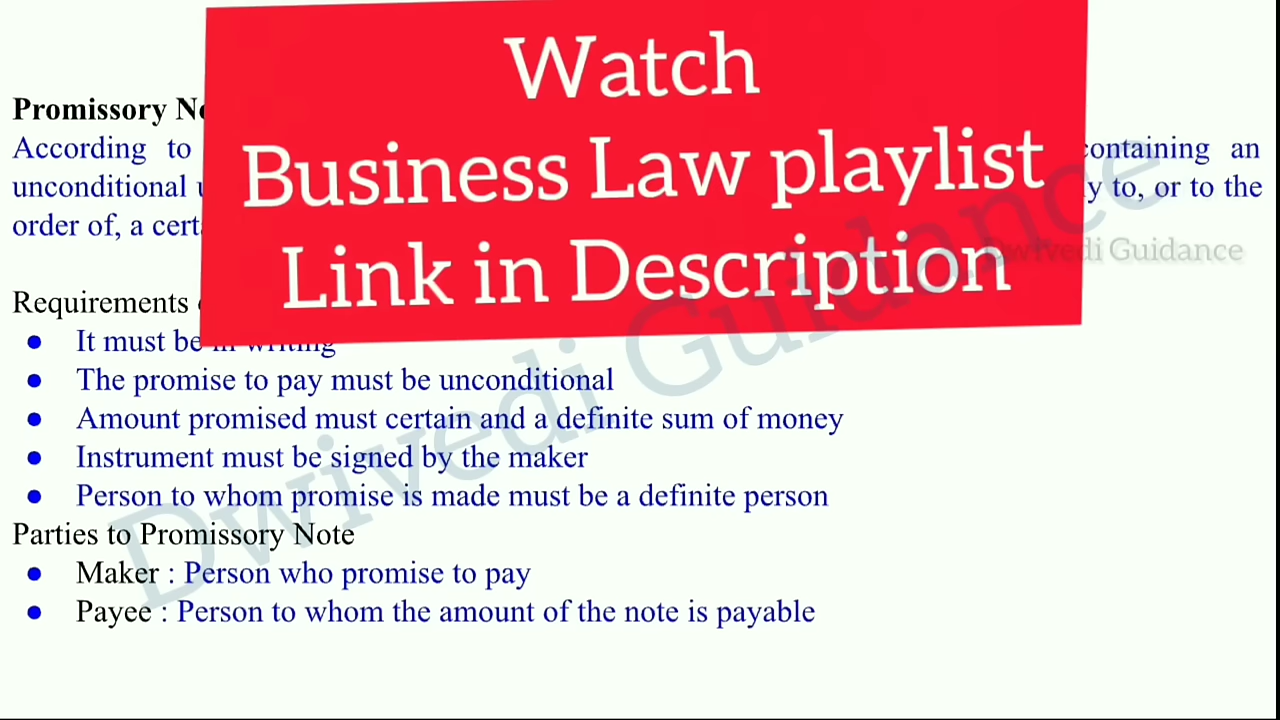 Watch
Business Law playlist
Link in Description
Promissory
According to containing an
unconditional to, or to the
order of, a
Dwivedi Guidance
Requirements
It must be in writing
The promise to pay must be unconditional
Amount promised must certain and a definite sum of money
Instrument must be signed by the maker
Person to whom promise is made must be a definite person
Parties to Promissory Note
Maker : Person who promise to pay
Payee : Person to whom the amount of the note is payable
Dwivedi Guidance